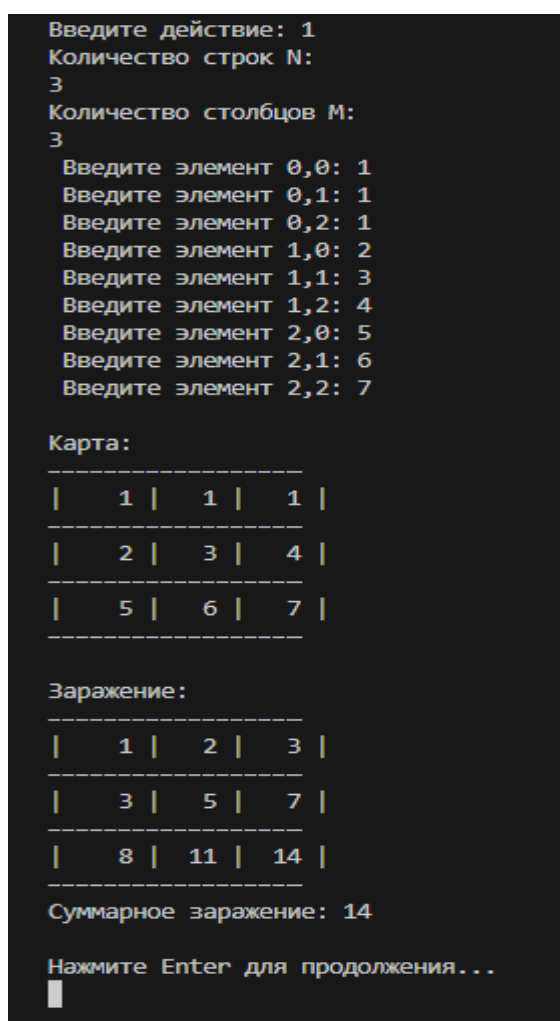 Введите действие: 1
Количество строк N:
3
Количество столбцов M:
3
Введите элемент 0,0: 1
Введите элемент 0,1: 1
Введите элемент 0,2: 1
Введите элемент 1,0: 2
Введите элемент 1,1: 3
Введите элемент 1,2: 4
Введите элемент 2,0: 5
Введите элемент 2,1: 6
Введите элемент 2,2: 7
Карта:
-------------------
| 1 | 1 | 1 |
-------------------
| 2 | 3 | 4 |
-------------------
| 5 | 6 | 7 |
-------------------
Заражение:
-------------------
| 1 | 2 | 3 |
-------------------
| 3 | 5 | 7 |
-------------------
| 8 | 11 | 14 |
-------------------
Суммарное заражение: 14
Нажмите Enter для продолжения...